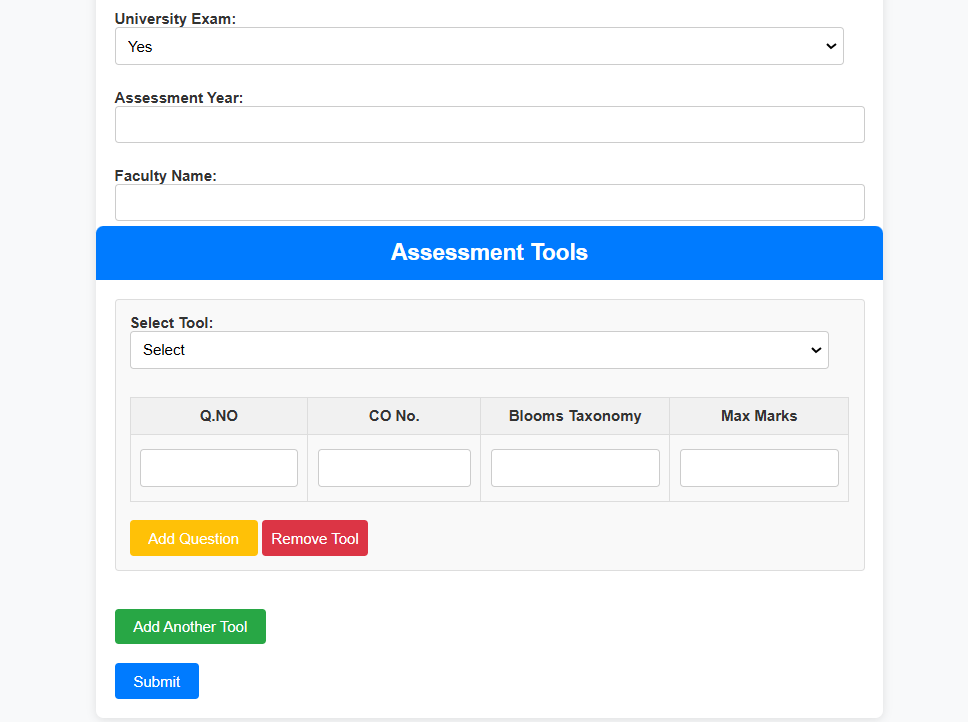 University Exam:
Yes
Assessment Year:
Faculty Name:
Assessment Tools
Select Tool:
Select
Q.NO CO No. Blooms Taxonomy Max Marks
Add Question Remove Tool
Add Another Tool
Submit